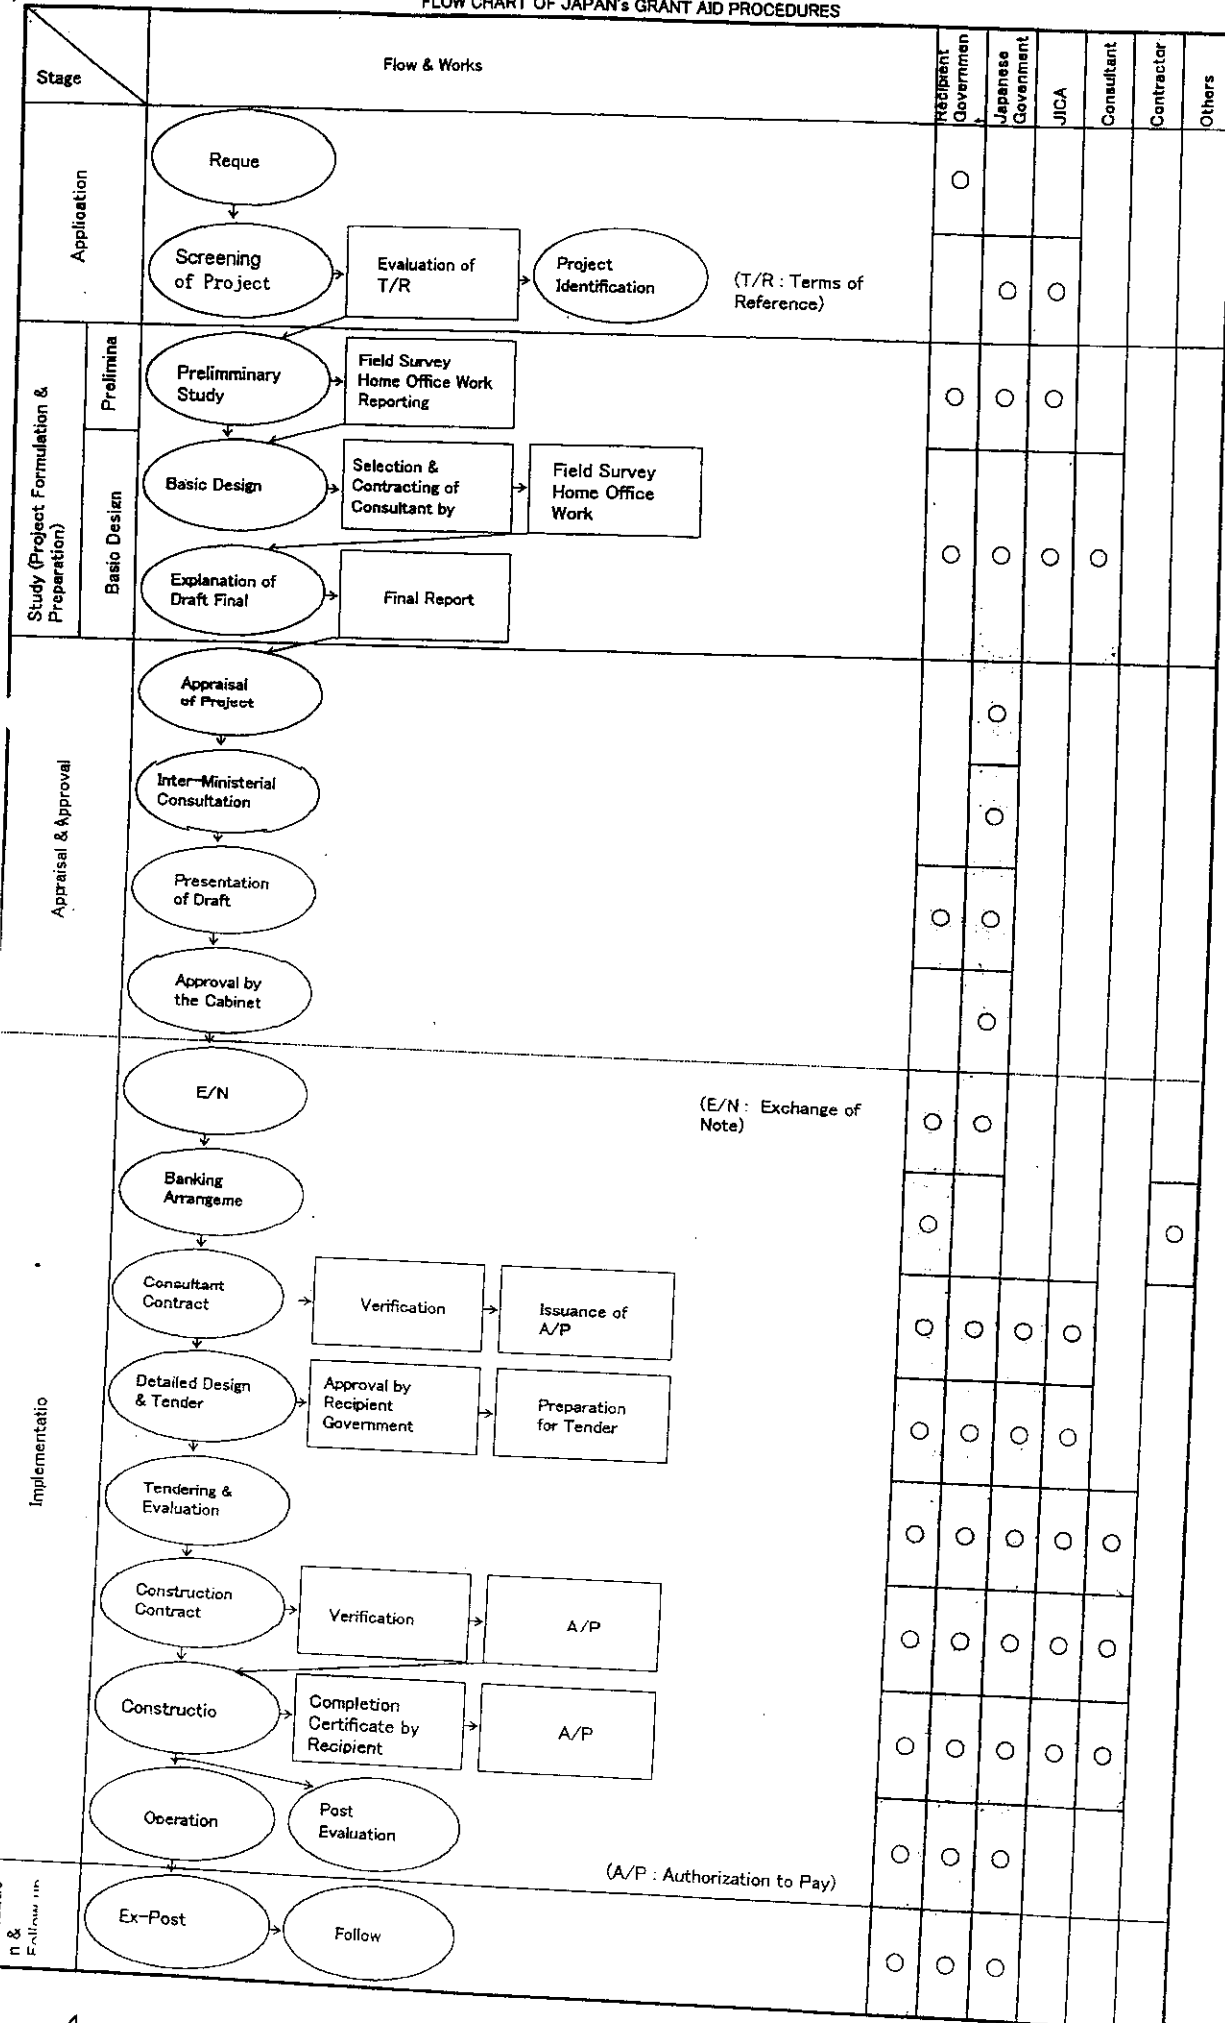 FLOW CHART OF JAPAN's GRANT AID PROCEDURES
Stage
Flow & Works
Recipient
Governmen
Japanese
Govenment
JICA
Consultant
Contractor
Others
Application
Reque
Screening
of Project
Evaluation of
T/R
Project
Identification
(T/R : Terms of
Reference)
Study (Project Formulation &
Preparation)
Prelimina
Prelimminary
Study
Field Survey
Home Office Work
Reporting
Basio Design
Basic Design
Selection &
Contracting of
Consultant by
Field Survey
Home Office
Work
Explanation of
Draft Final
Final Report
Appraisal & Approval
Appraisal
of Project
Inter-Ministerial
Consultation
Presentation
of Draft
Approval by
the Cabinet
Implementatio
E/N
(E/N : Exchange of
Note)
Banking
Arrangeme
Consultant
Contract
Verification
Issuance of
A/P
Detailed Design
& Tender
Approval by
Recipient
Government
Preparation
for Tender
Tendering &
Evaluation
Construction
Contract
Verification
A/P
Constructio
Completion
Certificate by
Recipient
A/P
Operation
Post
Evaluation
(A/P : Authorization to Pay)
n &
Follow up
Ex-Post
Follow